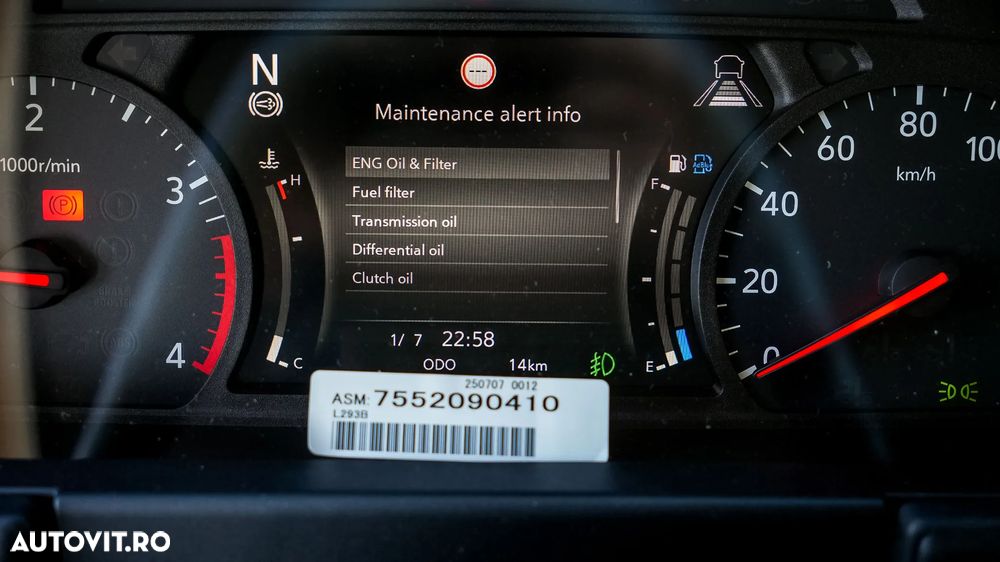 N
Maintenance alert info
2
1000r/min
3
4
P
H
C
ENG Oil & Filter
Fuel filter
Transmission oil
Differential oil
Clutch oil
1/ 7 22:58
ODO 14km
AdBlue
F
E
0
20
40
60
80
100
km/h
250707 0012
ASM: 7552090410
L293B
AUTOVIT.RO